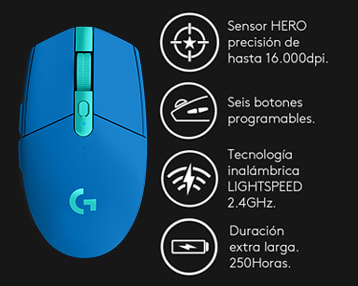 Sensor HERO
precisión de
hasta 16.000dpi.
Seis botones
programables.
Tecnología
inalámbrica
LIGHTSPEED
2.4GHz.
Duración
extra larga.
250Horas.